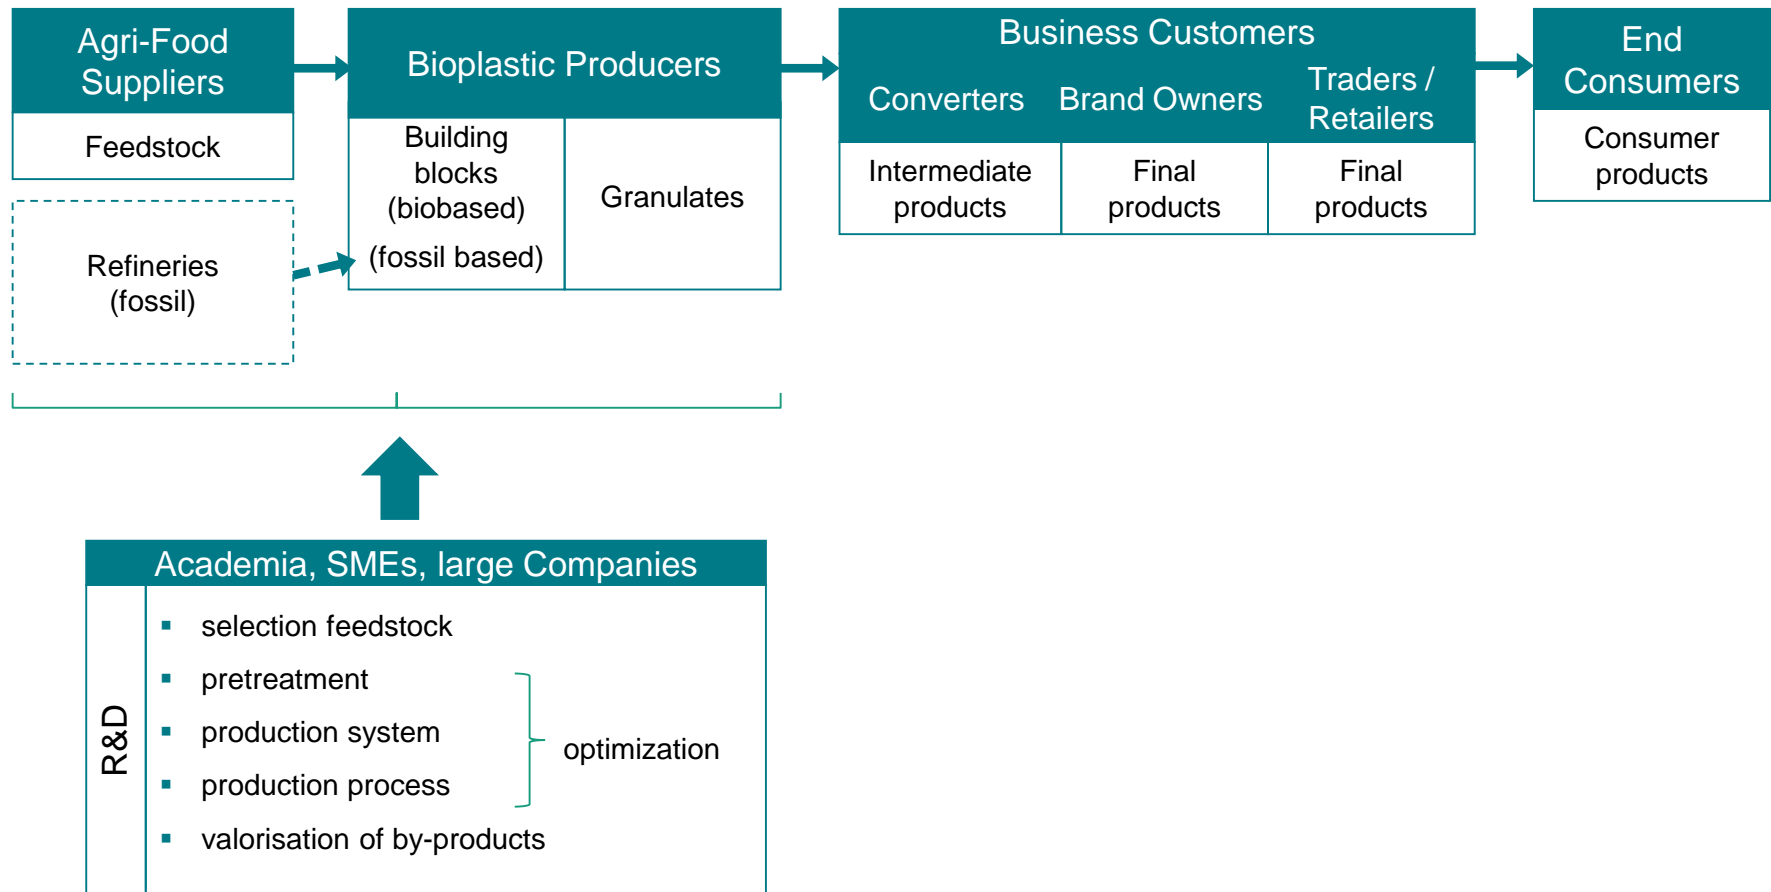 Agri-Food
Suppliers
Feedstock
Refineries
(fossil)
Bioplastic Producers
Building
blocks
(biobased)
(fossil based)
Granulates
Business Customers
Converters
Brand Owners
Traders /
Retailers
Intermediate
products
Final
products
Final
products
End
Consumers
Consumer
products
Academia, SMEs, large Companies
R&D
▪ selection feedstock
▪ pretreatment
▪ production system
▪ production process
▪ valorisation of by-products
optimization